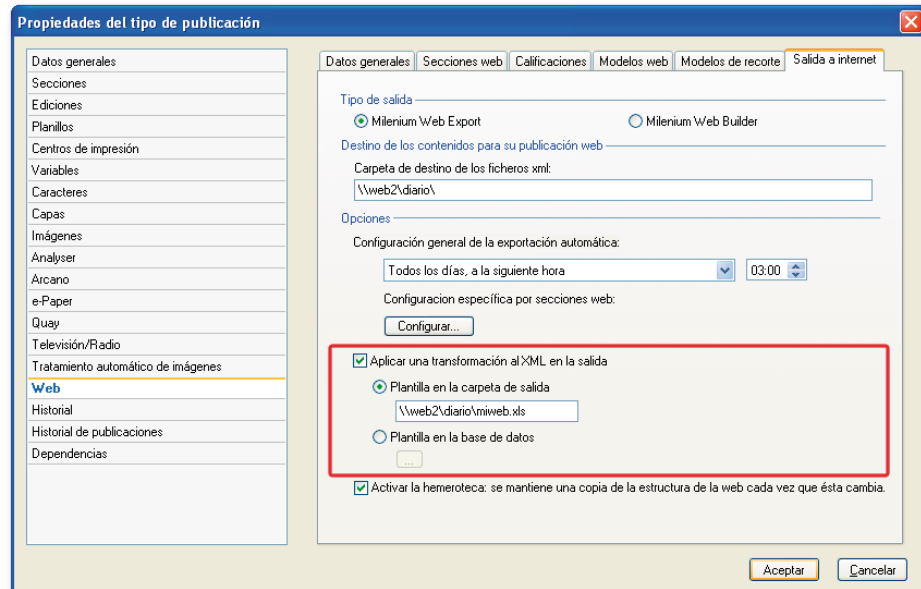 Propiedades del tipo de publicación
Datos generales
Secciones
Ediciones
Planillos
Centros de impresión
Variables
Caracteres
Capas
Imágenes
Analyser
Arcano
e-Paper
Quay
Televisión/Radio
Tratamiento automático de imágenes
Web
Historial
Historial de publicaciones
Dependencias
Datos generales Secciones web Calificaciones Modelos web Modelos de recorte Salida a internet
Tipo de salida
Milenium Web Export Milenium Web Builder
Destino de los contenidos para su publicación web
Carpeta de destino de los ficheros xml:
\\web2\diario\
Opciones
Configuración general de la exportación automática:
Todos los días, a la siguiente hora 03:00
Configuracion específica por secciones web:
Configurar...
Aplicar una transformación al XML en la salida
Plantilla en la carpeta de salida
\\web2\diario\miweb.xls
Plantilla en la base de datos
...
Activar la hemeroteca: se mantiene una copia de la estructura de la web cada vez que ésta cambia.
Aceptar Cancelar